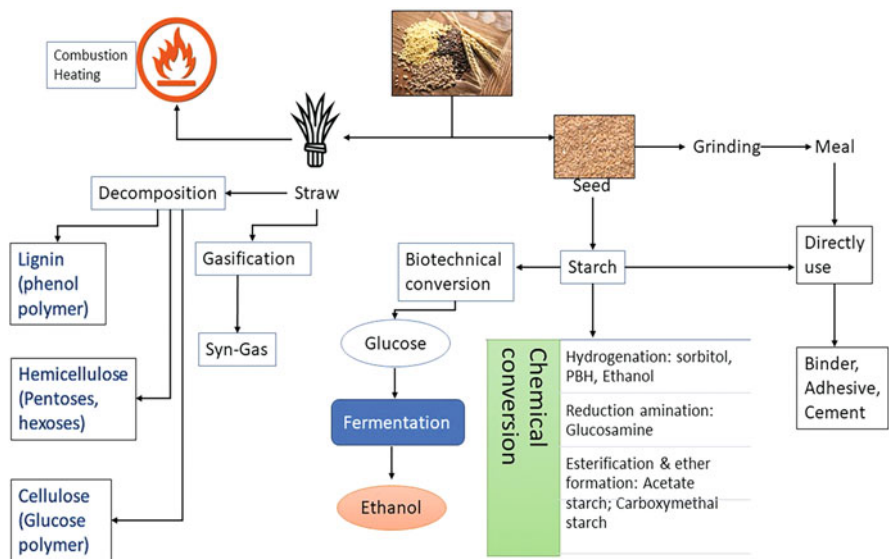 Combustion
Heating
Grinding
Meal
Seed
Decomposition
Straw
Lignin
(phenol
polymer)
Gasification
Biotechnical
conversion
Starch
Directly
use
Syn-Gas
Glucose
Hemicellulose
(Pentoses,
hexoses)
Chemical
conversion
Hydrogenation: sorbitol,
PBH, Ethanol
Binder,
Adhesive,
Cement
Fermentation
Reduction amination:
Glucosamine
Cellulose
(Glucose
polymer)
Ethanol
Esterification & ether
formation: Acetate
starch; Carboxymethal
starch